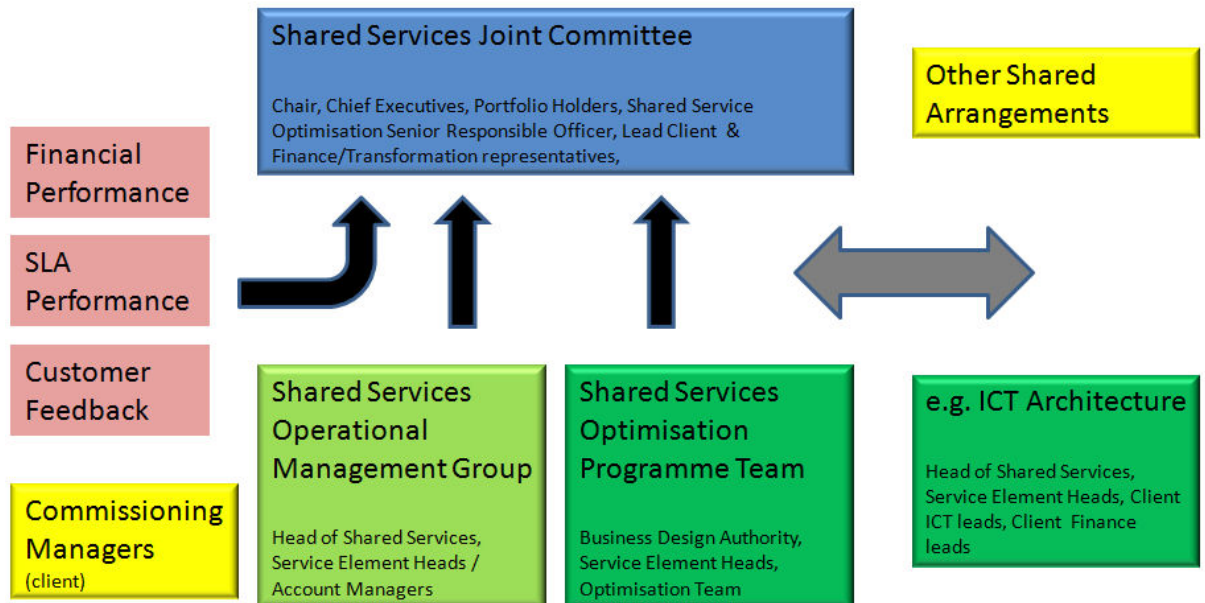 Shared Services Joint Committee
Chair, Chief Executives, Portfolio Holders, Shared Service
Optimisation Senior Responsible Officer, Lead Client &
Finance/Transformation representatives,
Other Shared
Arrangements
Financial
Performance
SLA
Performance
Customer
Feedback
Commissioning
Managers
(client)
Shared Services
Operational
Management Group
Head of Shared Services,
Service Element Heads /
Account Managers
Shared Services
Optimisation
Programme Team
Business Design Authority,
Service Element Heads,
Optimisation Team
e.g. ICT Architecture
Head of Shared Services,
Service Element Heads, Client
ICT leads, Client Finance
leads